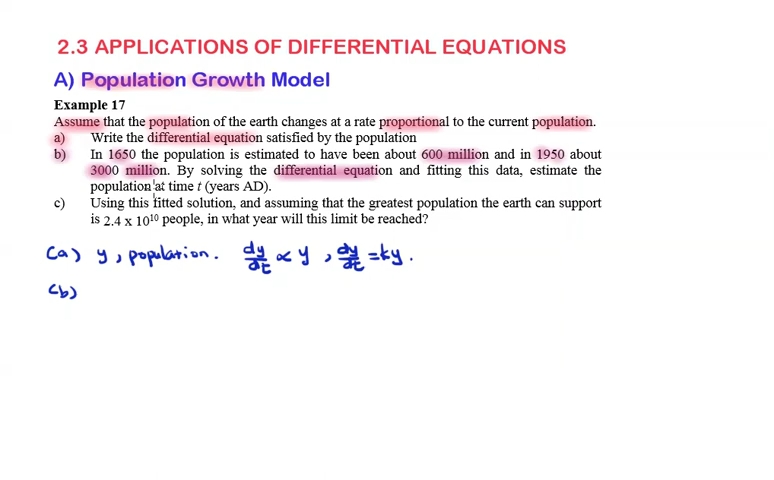 2.3 APPLICATIONS OF DIFFERENTIAL EQUATIONS
A) Population Growth Model
Example 17
Assume that the population of the earth changes at a rate proportional to the current population.
a) Write the differential equation satisfied by the population
b) In 1650 the population is estimated to have been about 600 million and in 1950 about
3000 million. By solving the differential equation and fitting this data, estimate the
population at time t (years AD).
c) Using this fitted solution, and assuming that the greatest population the earth can support
is 2.4 x 10¹⁰ people, in what year will this limit be reached?
(a) y, population. dy/dt ∝ y, dy/dt = ky.
(b)